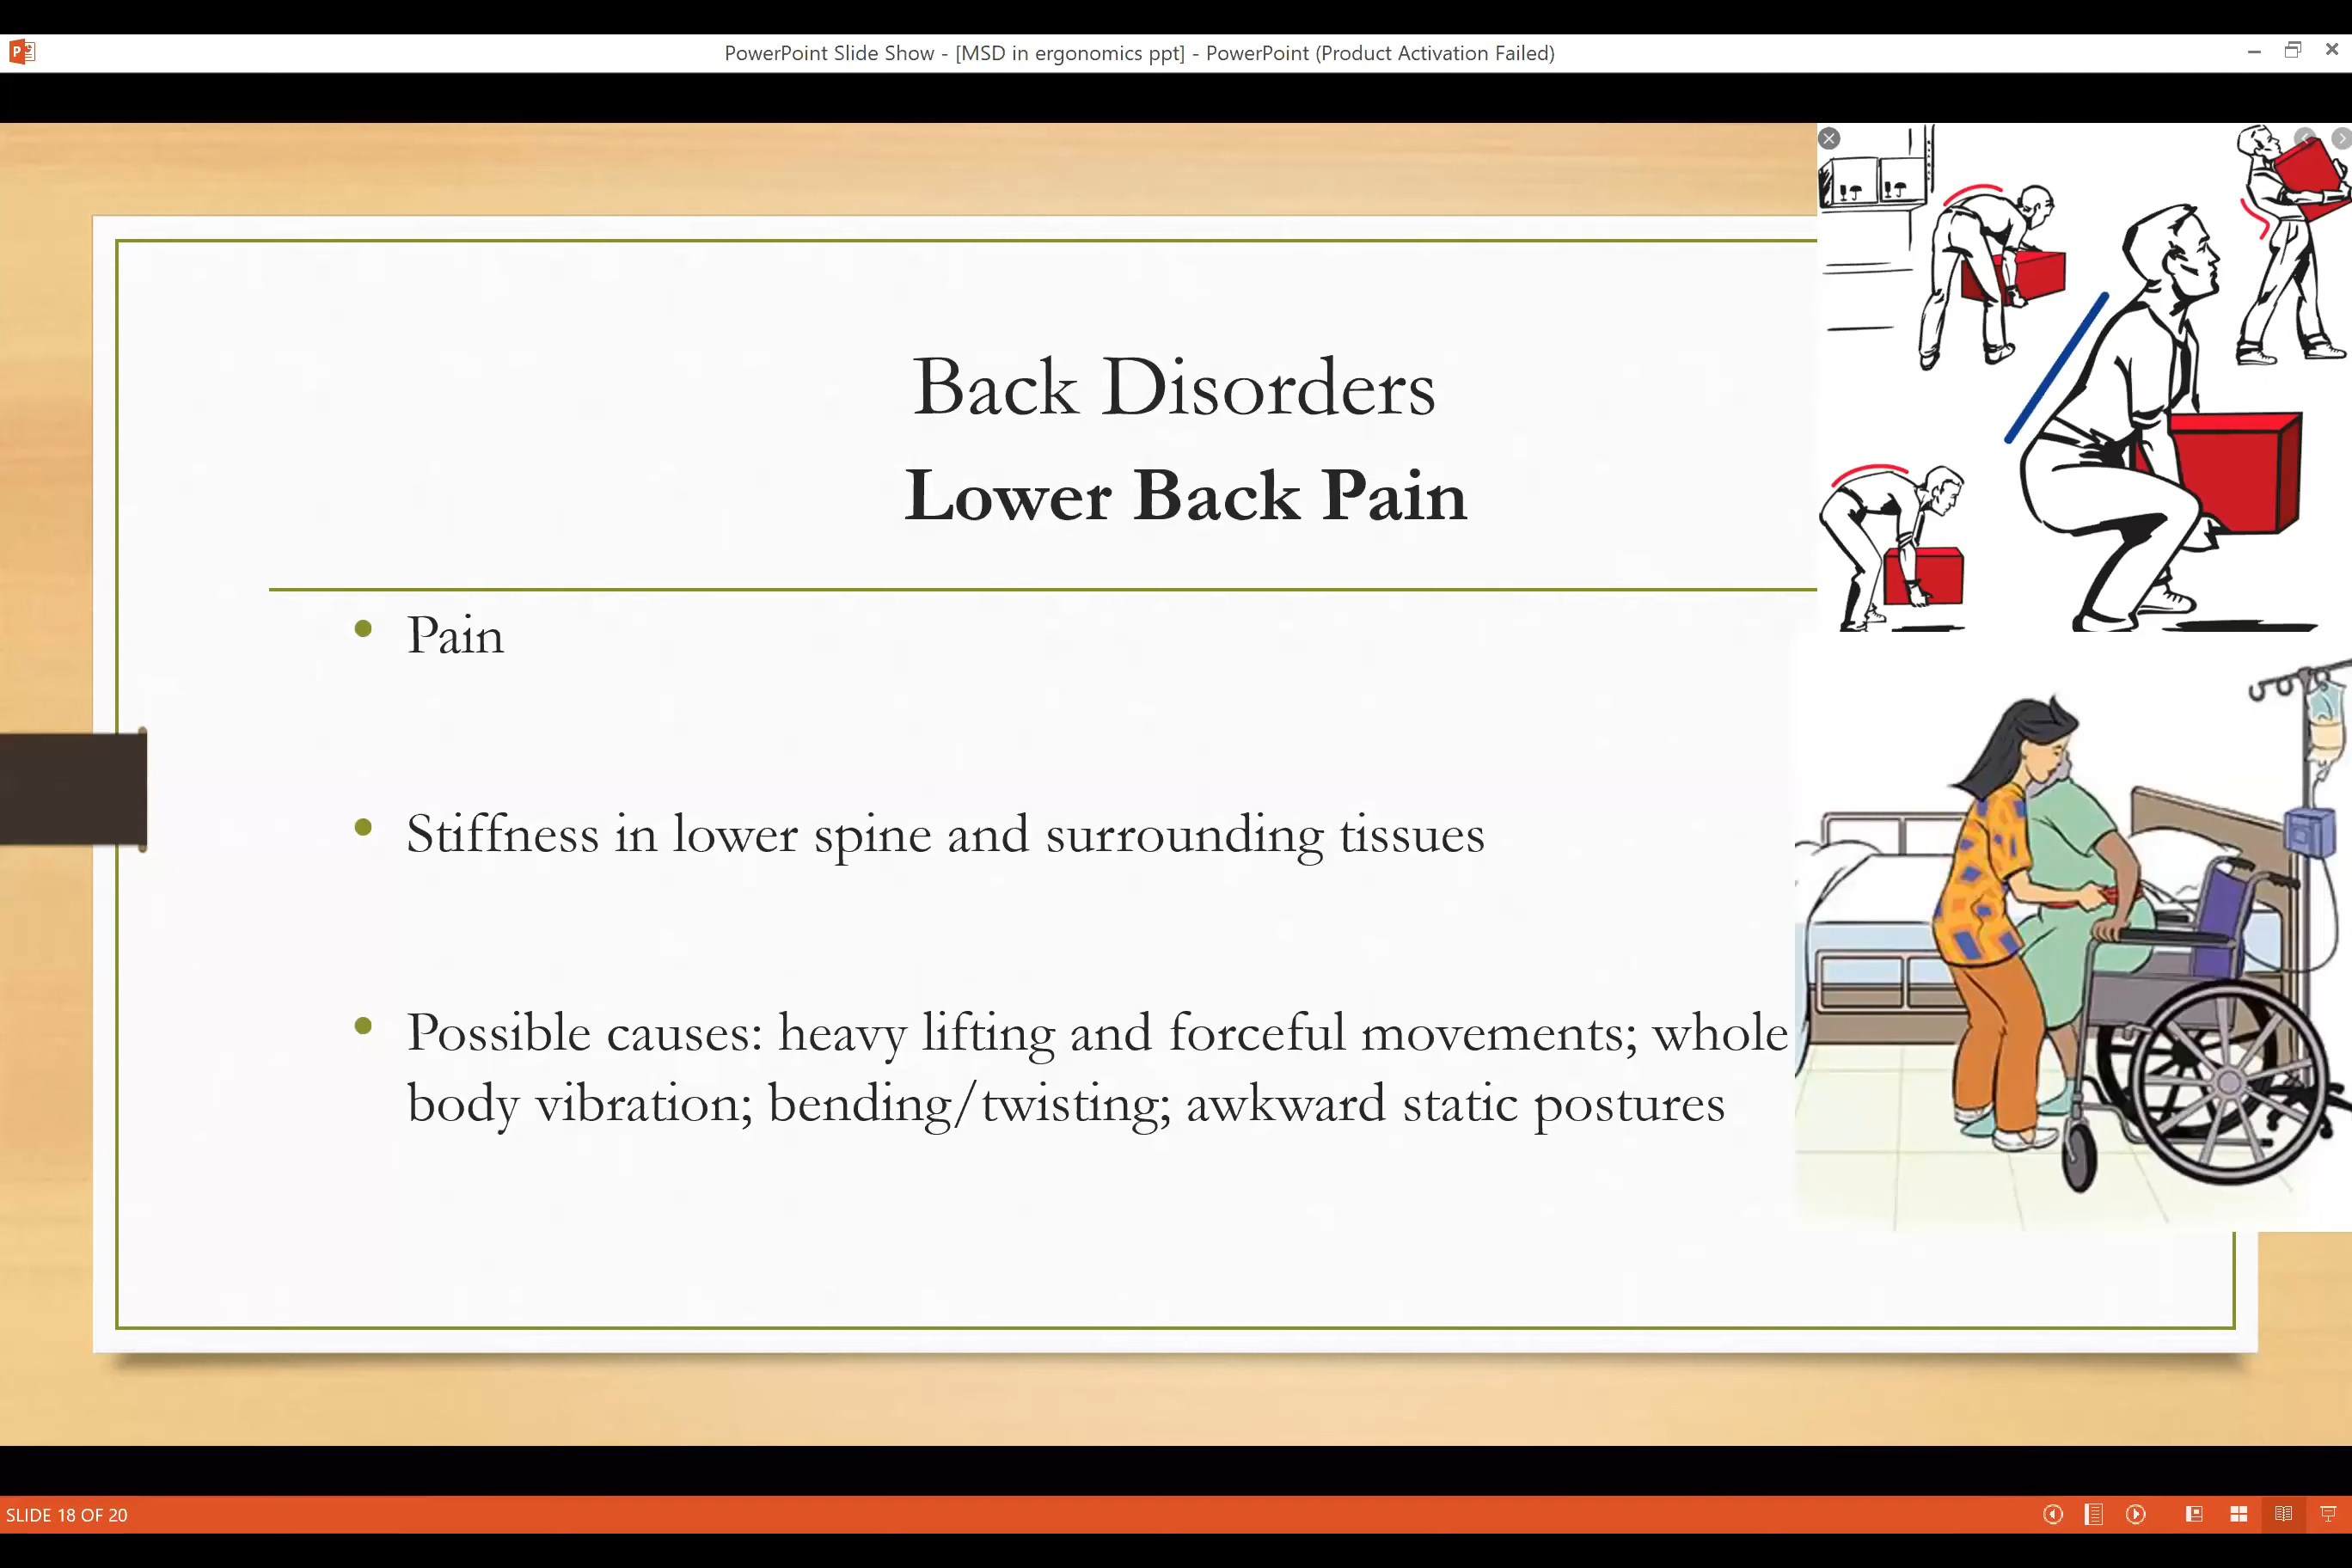 PowerPoint Slide Show - [MSD in ergonomics ppt] - PowerPoint (Product Activation Failed)
Back Disorders
Lower Back Pain
• Pain
• Stiffness in lower spine and surrounding tissues
• Possible causes: heavy lifting and forceful movements; whole
body vibration; bending/twisting; awkward static postures
SLIDE 18 OF 20